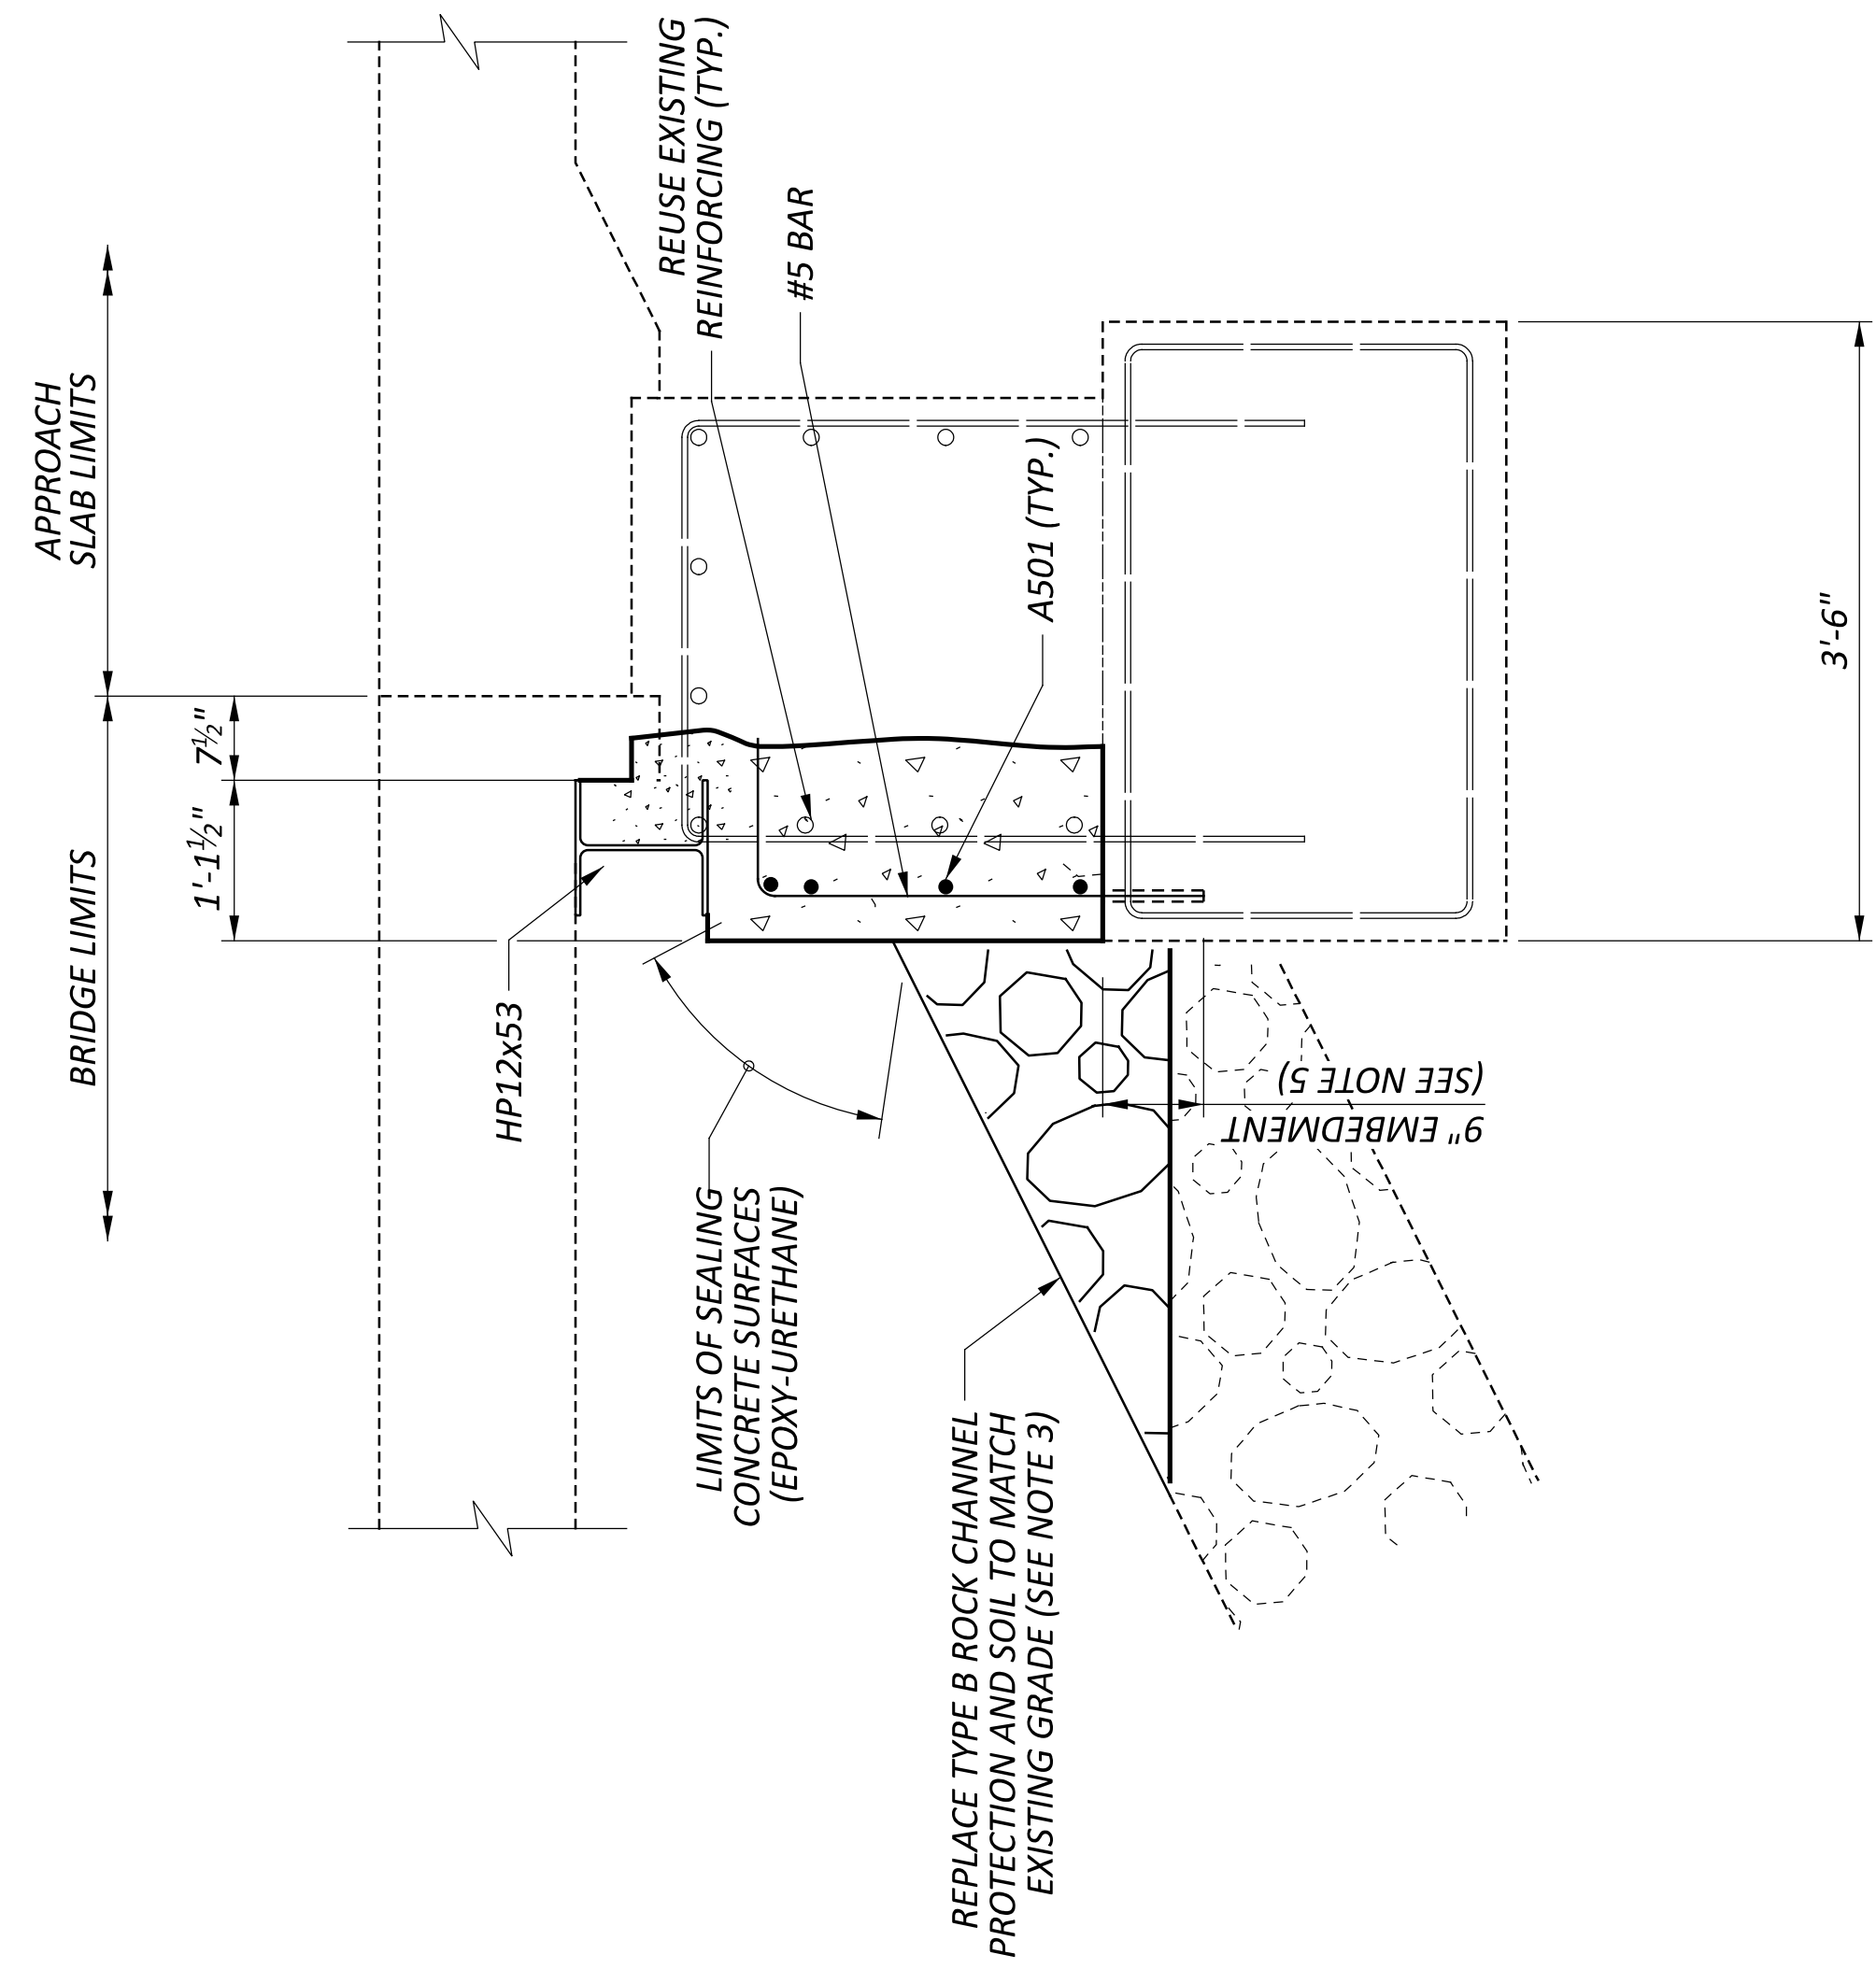 BRIDGE LIMITS
APPROACH
SLAB LIMITS
1'-1½"
7½"
HP12x53
REUSE EXISTING
REINFORCING (TYP.)
#5 BAR
A501 (TYP.)
LIMITS OF SEALING
CONCRETE SURFACES
(EPOXY-URETHANE)
REPLACE TYPE B ROCK CHANNEL
PROTECTION AND SOIL TO MATCH
EXISTING GRADE (SEE NOTE 3)
9" EMBEDMENT
(SEE NOTE 5)
3'-6"